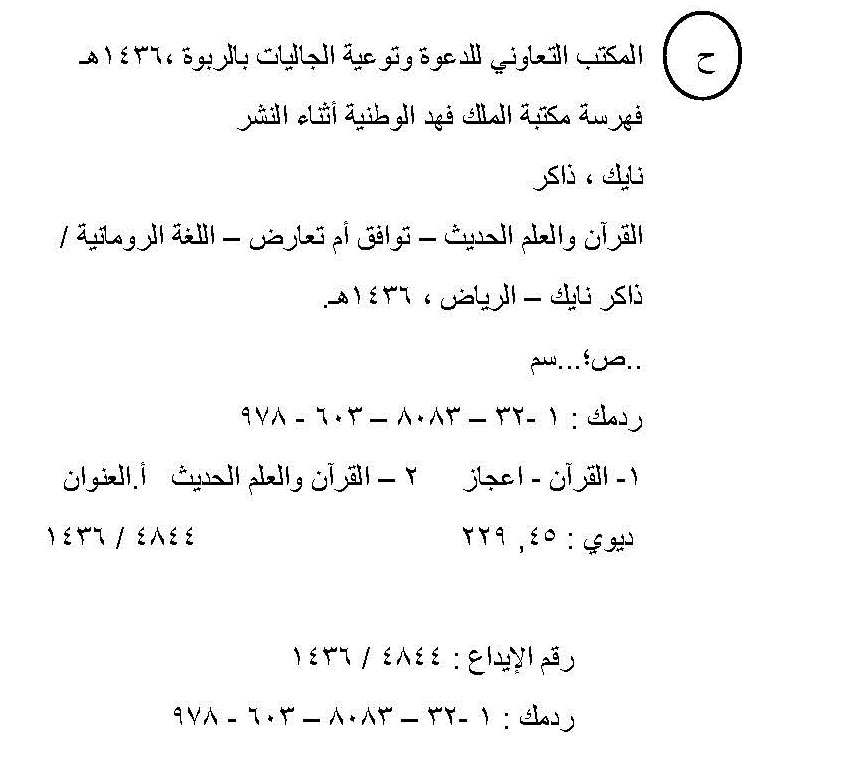 ح المكتب التعاوني للدعوة وتوعية الجاليات بالربوة ،١٤٣٦هـ
فهرسة مكتبة الملك فهد الوطنية أثناء النشر
نايك ، ذاكر
القرآن والعلم الحديث – توافق أم تعارض – اللغة الرومانية /
ذاكر نايك – الرياض ، ١٤٣٦هـ.
..ص؛...سم
ردمك : ١ -٣٢ – ٨٠٨٣ – ٦٠٣ - ٩٧٨
١- القرآن - اعجاز ٢ – القرآن والعلم الحديث أ.العنوان
ديوي : ٤٥, ٢٢٩ ٤٨٤٤ / ١٤٣٦
رقم الإيداع : ٤٨٤٤ / ١٤٣٦
ردمك : ١ -٣٢ – ٨٠٨٣ – ٦٠٣ - ٩٧٨